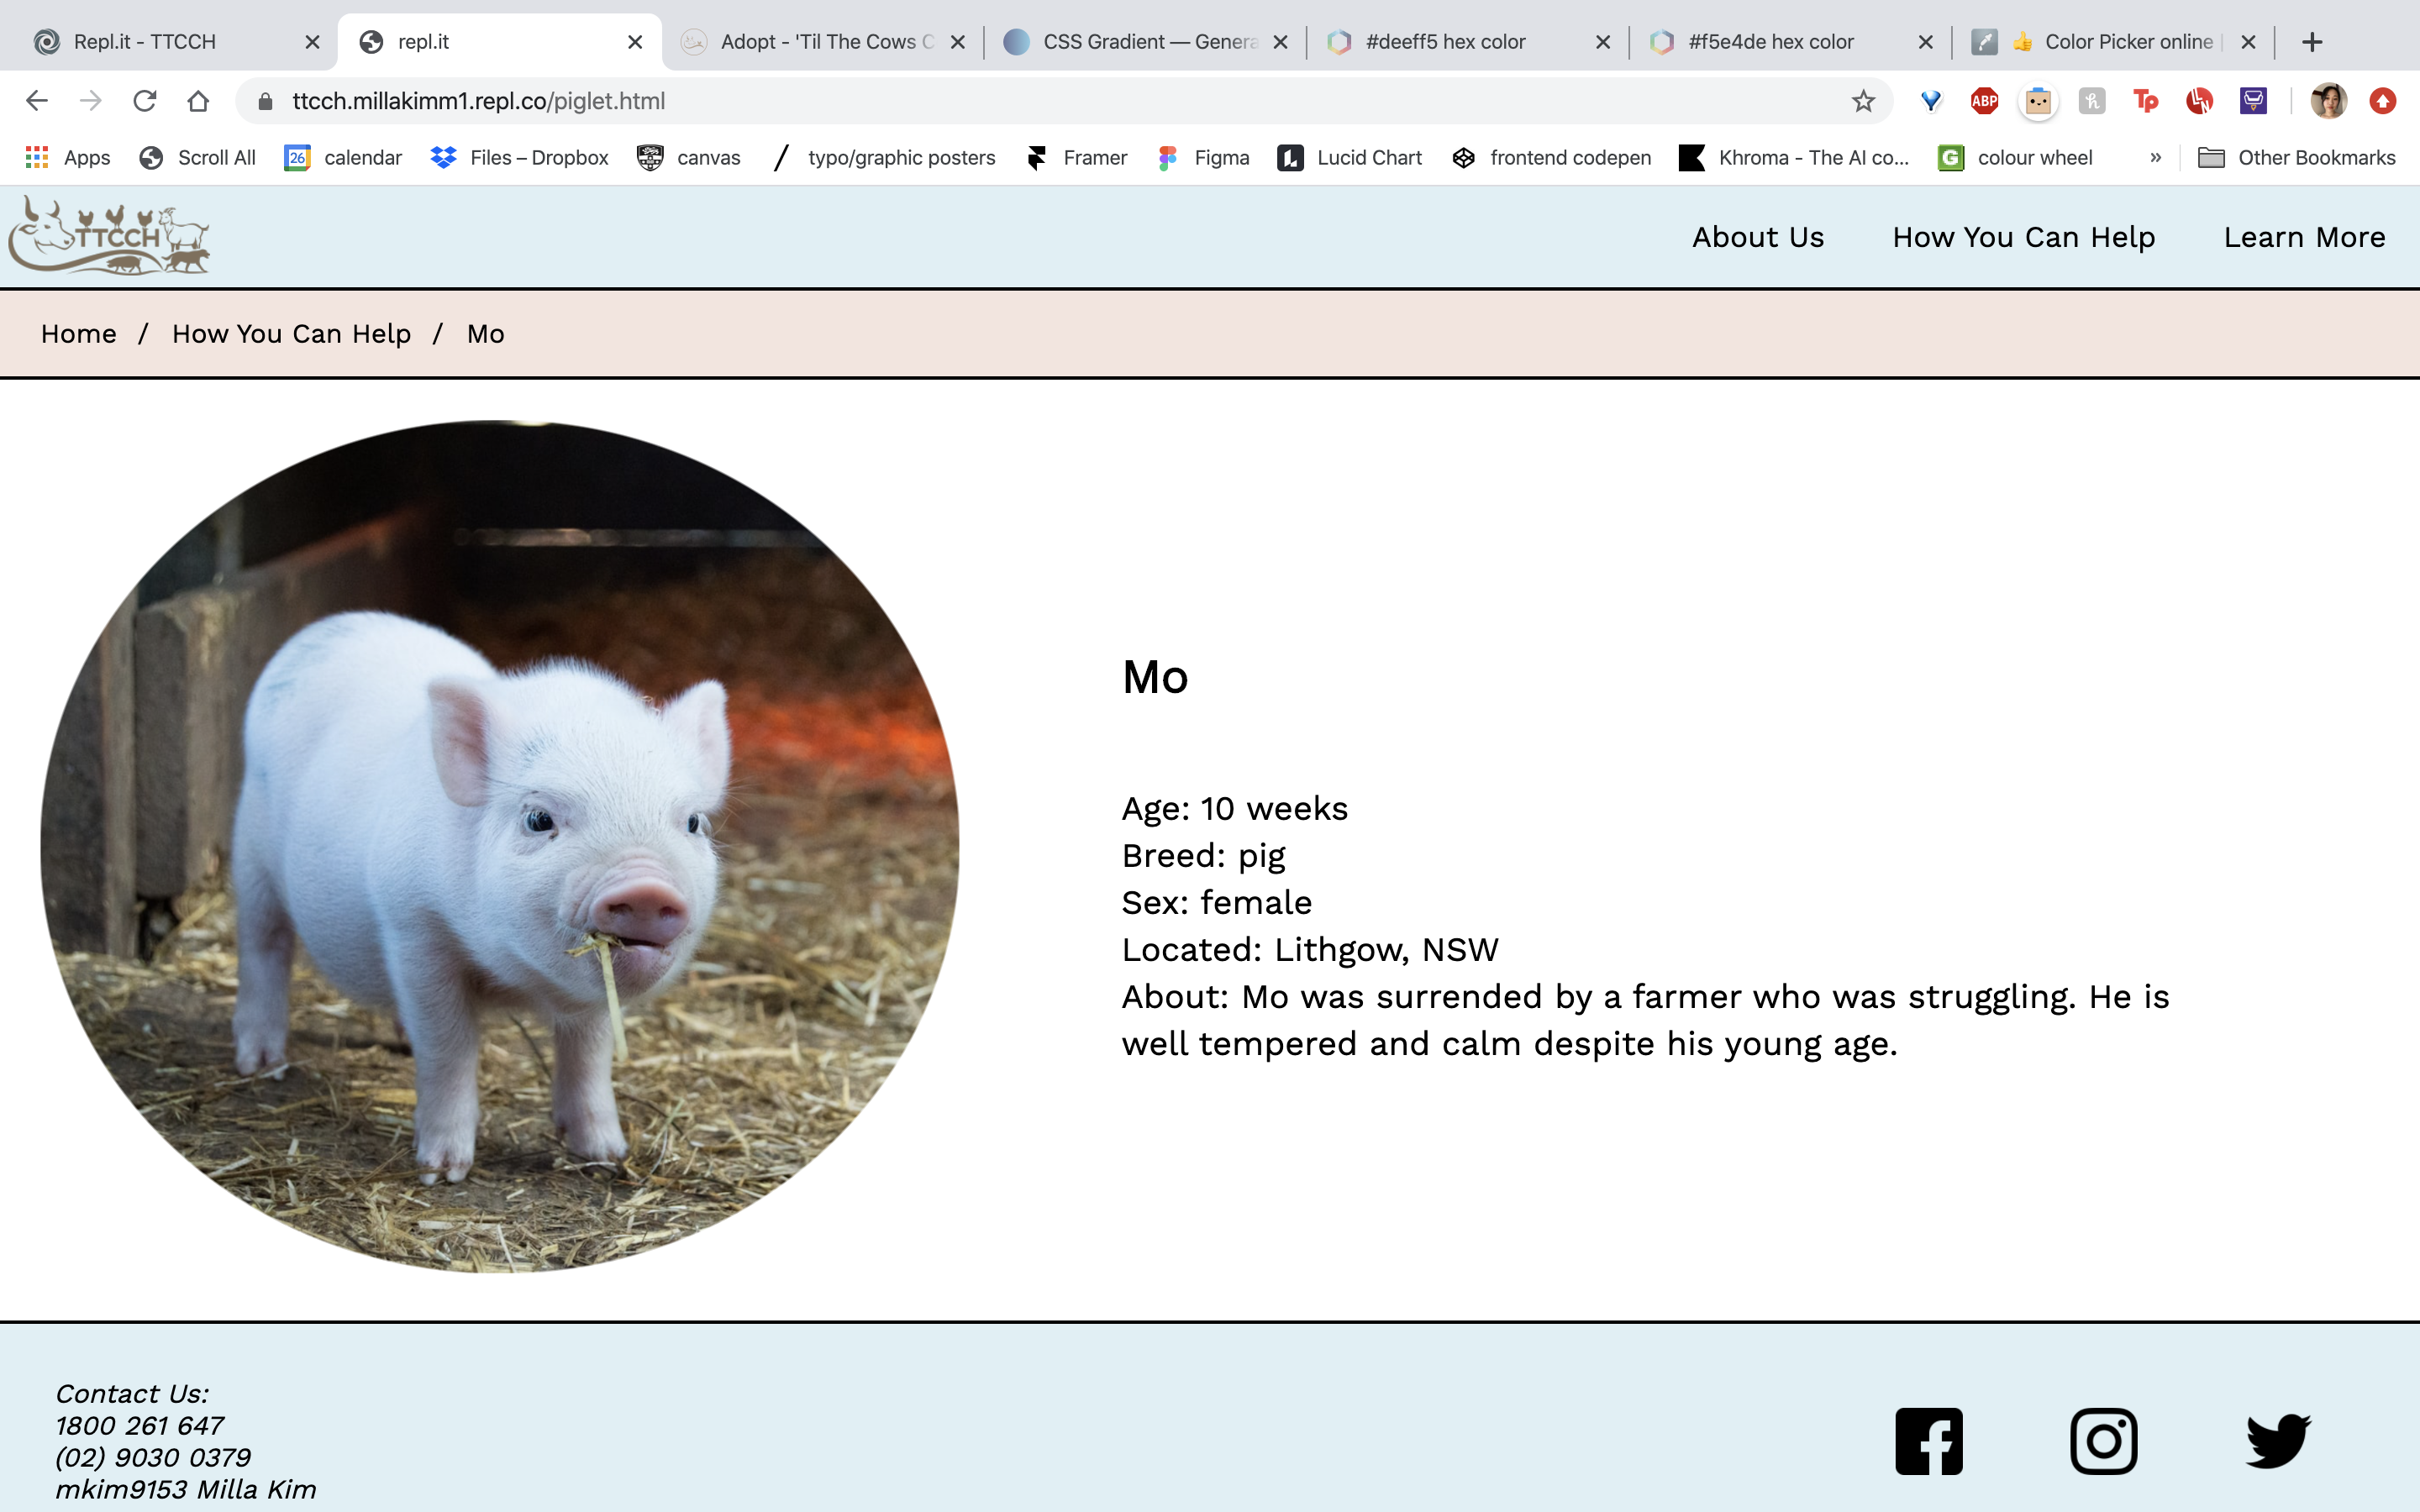 Repl.it - TTCCH
repl.it
Adopt - 'Til The Cows C
CSS Gradient — Genera
#deeff5 hex color
#f5e4de hex color
👍 Color Picker online
ttcch.millakimm1.repl.co/piglet.html
ABP
h
Tp
LN
Apps
Scroll All
26
calendar
Files – Dropbox
canvas
typo/graphic posters
Framer
Figma
Lucid Chart
frontend codepen
Khroma - The AI co...
G
colour wheel
»
Other Bookmarks
TTCCH
About Us
How You Can Help
Learn More
Home / How You Can Help / Mo
Mo
Age: 10 weeks
Breed: pig
Sex: female
Located: Lithgow, NSW
About: Mo was surrended by a farmer who was struggling. He is
well tempered and calm despite his young age.
Contact Us:
1800 261 647
(02) 9030 0379
mkim9153 Milla Kim